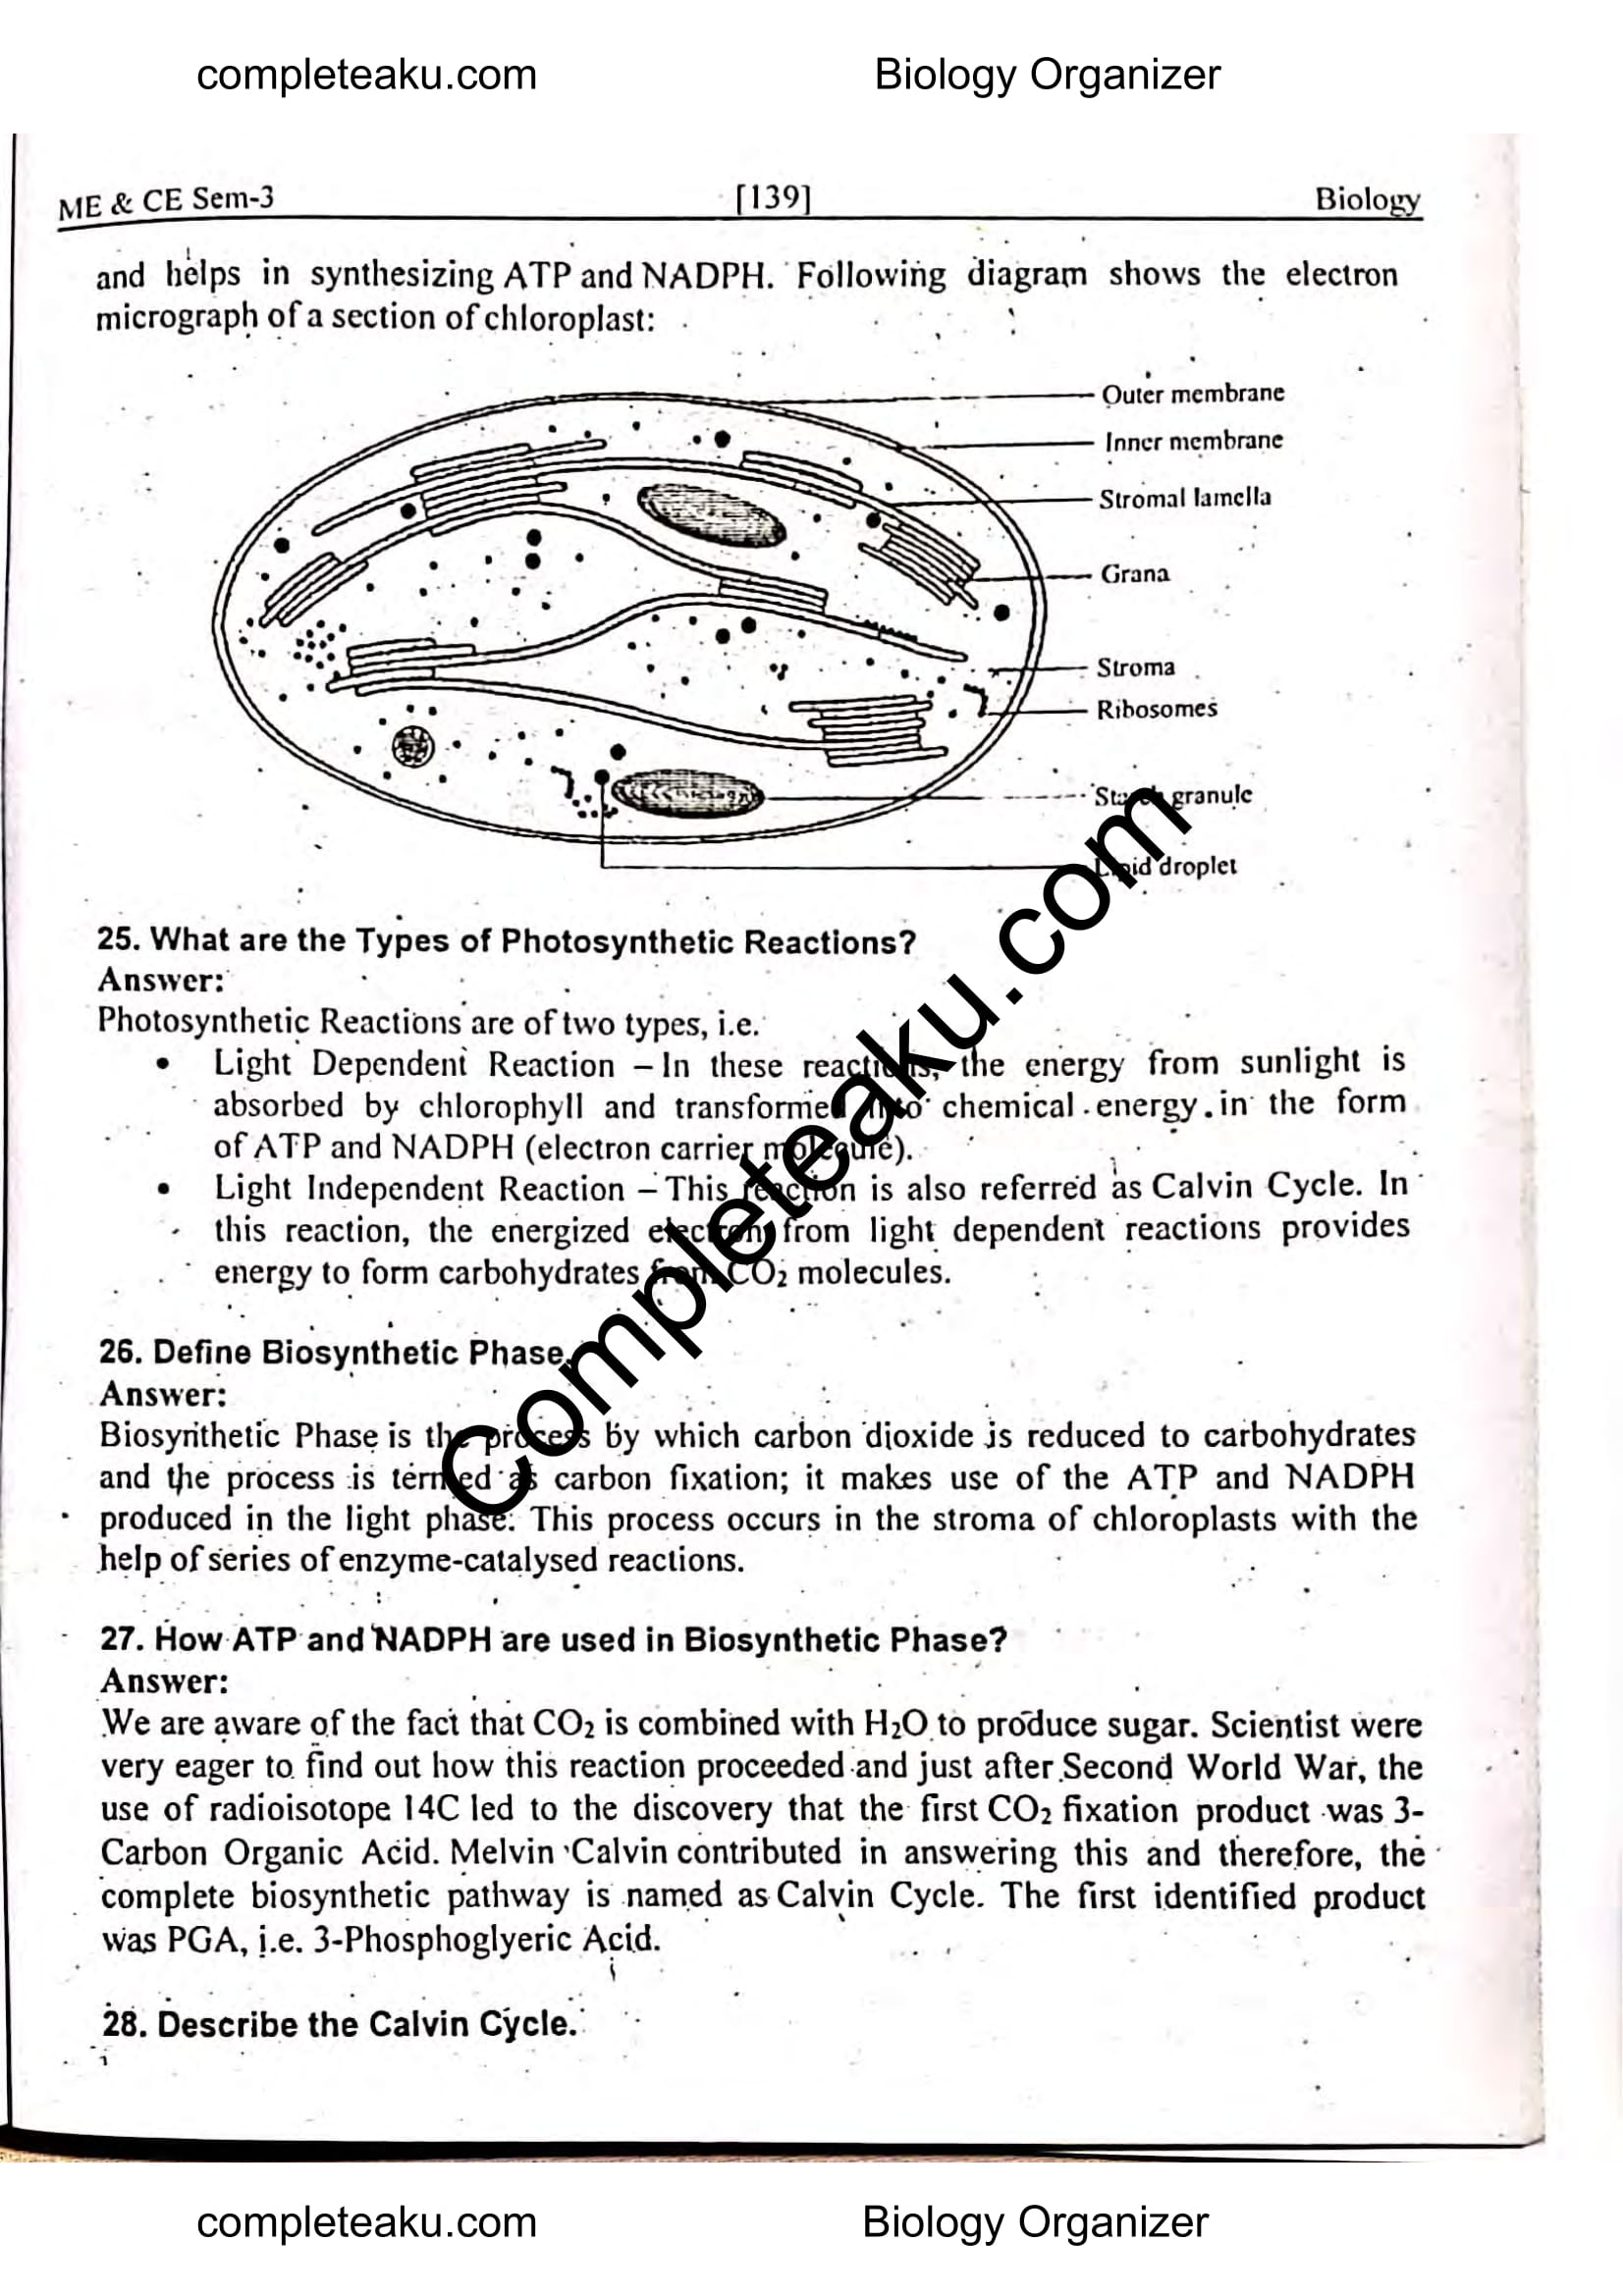 completeaku.com Biology Organizer
ME & CE Sem-3 [139] Biology
and helps in synthesizing ATP and NADPH. Following diagram shows the electron
micrograph of a section of chloroplast:
Outer membrane
Inner membrane
Stromal lamella
Grana
Stroma
Ribosomes
Starch granule
Lipid droplet
25. What are the Types of Photosynthetic Reactions?
Answer:
Photosynthetic Reactions are of two types, i.e.
• Light Dependent Reaction – In these reactions, the energy from sunlight is
absorbed by chlorophyll and transformed into chemical energy in the form
of ATP and NADPH (electron carrier molecule).
• Light Independent Reaction – This reaction is also referred as Calvin Cycle. In
this reaction, the energized electron from light dependent reactions provides
energy to form carbohydrates from CO₂ molecules.
26. Define Biosynthetic Phase.
Answer:
Biosynthetic Phase is the process by which carbon dioxide is reduced to carbohydrates
and the process is termed as carbon fixation; it makes use of the ATP and NADPH
produced in the light phase. This process occurs in the stroma of chloroplasts with the
help of series of enzyme-catalysed reactions.
27. How ATP and NADPH are used in Biosynthetic Phase?
Answer:
We are aware of the fact that CO₂ is combined with H₂O to produce sugar. Scientist were
very eager to find out how this reaction proceeded and just after Second World War, the
use of radioisotope 14C led to the discovery that the first CO₂ fixation product was 3-
Carbon Organic Acid. Melvin Calvin contributed in answering this and therefore, the
complete biosynthetic pathway is named as Calvin Cycle. The first identified product
was PGA, i.e. 3-Phosphoglyeric Acid.
28. Describe the Calvin Cycle.
Completeaku.com
completeaku.com Biology Organizer